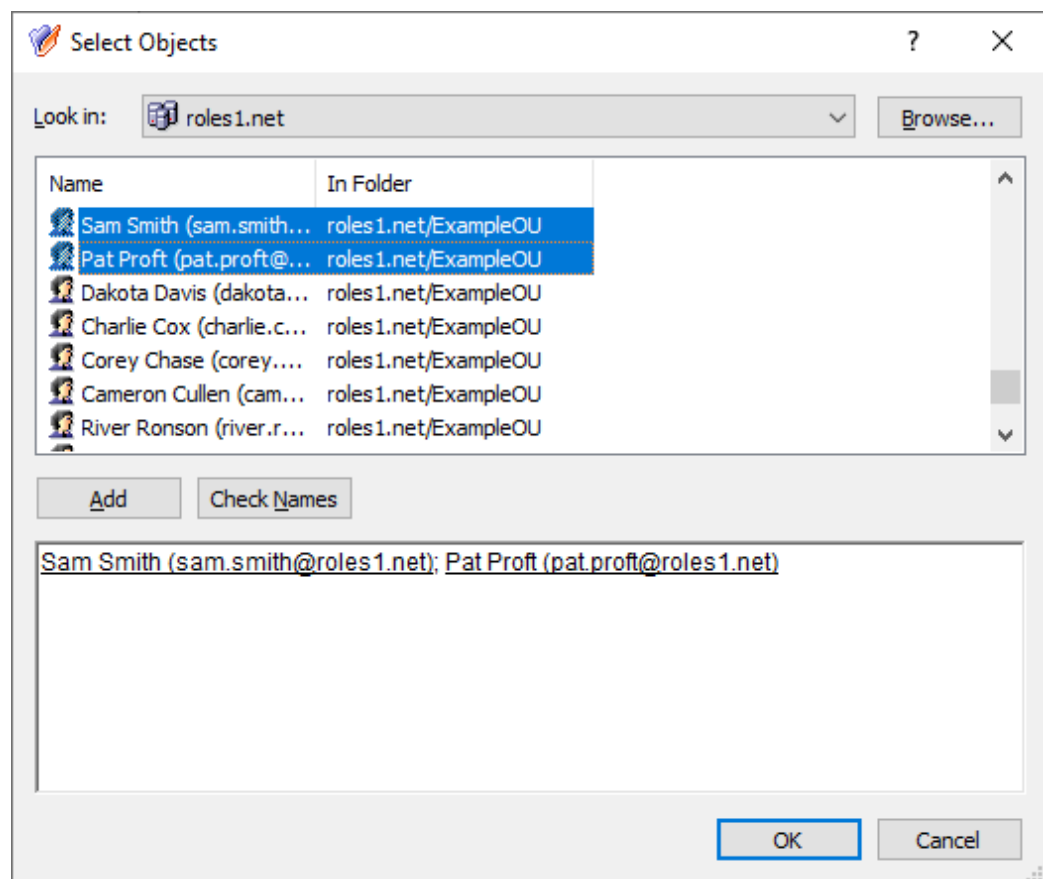 Select Objects ?
Look in: roles1.net Browse...
Name In Folder
Sam Smith (sam.smith... roles1.net/ExampleOU
Pat Proft (pat.proft@... roles1.net/ExampleOU
Dakota Davis (dakota... roles1.net/ExampleOU
Charlie Cox (charlie.c... roles1.net/ExampleOU
Corey Chase (corey.... roles1.net/ExampleOU
Cameron Cullen (cam... roles1.net/ExampleOU
River Ronson (river.r... roles1.net/ExampleOU
Add Check Names
Sam Smith (sam.smith@roles1.net); Pat Proft (pat.proft@roles1.net)
OK Cancel